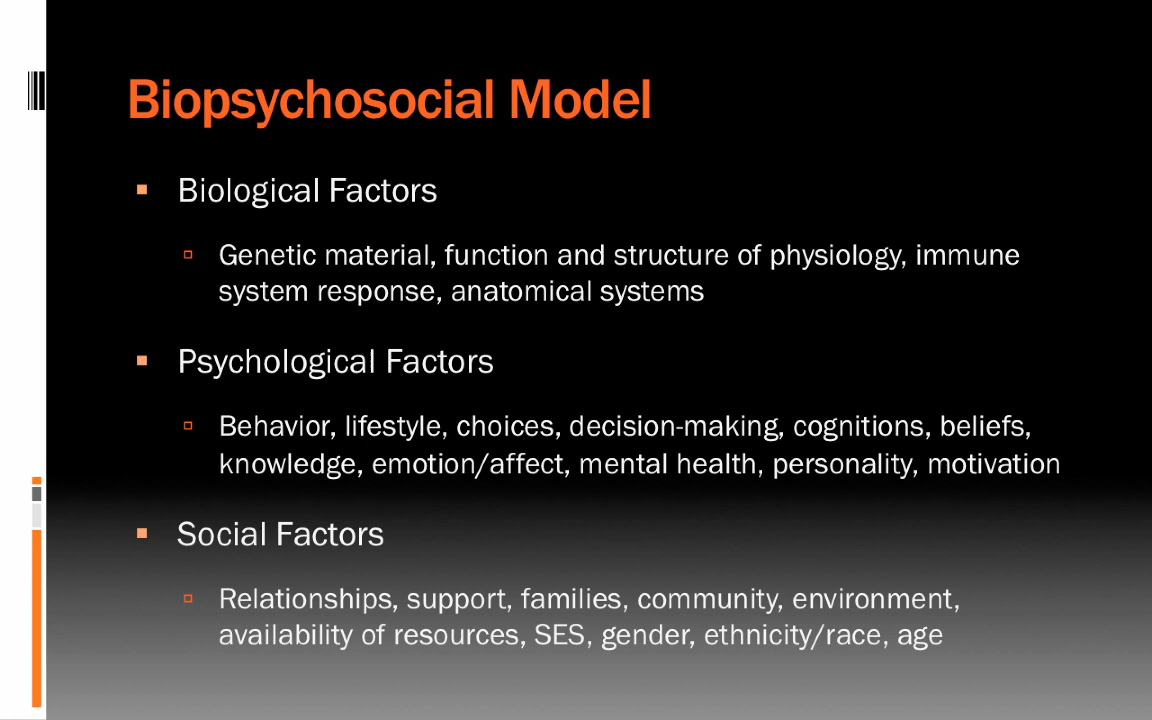 Biopsychosocial Model
Biological Factors
Genetic material, function and structure of physiology, immune
system response, anatomical systems
Psychological Factors
Behavior, lifestyle, choices, decision-making, cognitions, beliefs,
knowledge, emotion/affect, mental health, personality, motivation
Social Factors
Relationships, support, families, community, environment,
availability of resources, SES, gender, ethnicity/race, age